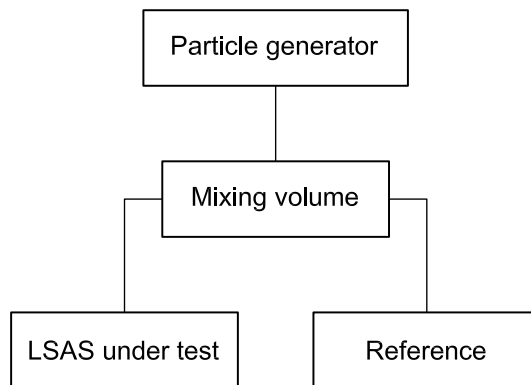 Particle generator
Mixing volume
LSAS under test
Reference